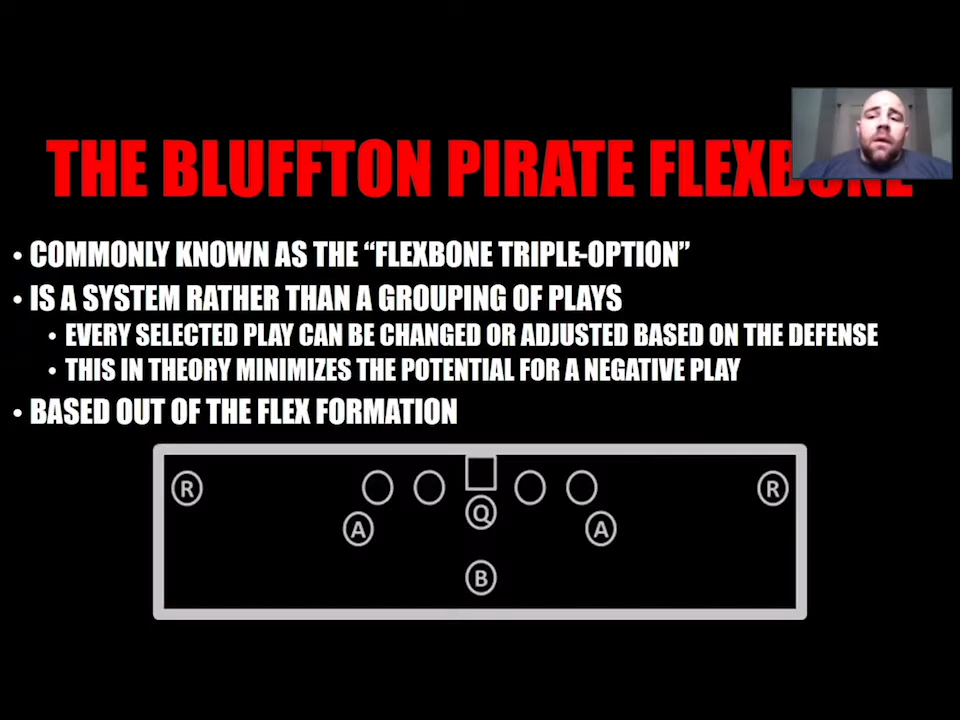 THE BLUFFTON PIRATE FLEXBONE
• COMMONLY KNOWN AS THE “FLEXBONE TRIPLE-OPTION”
• IS A SYSTEM RATHER THAN A GROUPING OF PLAYS
• EVERY SELECTED PLAY CAN BE CHANGED OR ADJUSTED BASED ON THE DEFENSE
• THIS IN THEORY MINIMIZES THE POTENTIAL FOR A NEGATIVE PLAY
• BASED OUT OF THE FLEX FORMATION
R R
Q
A A
B